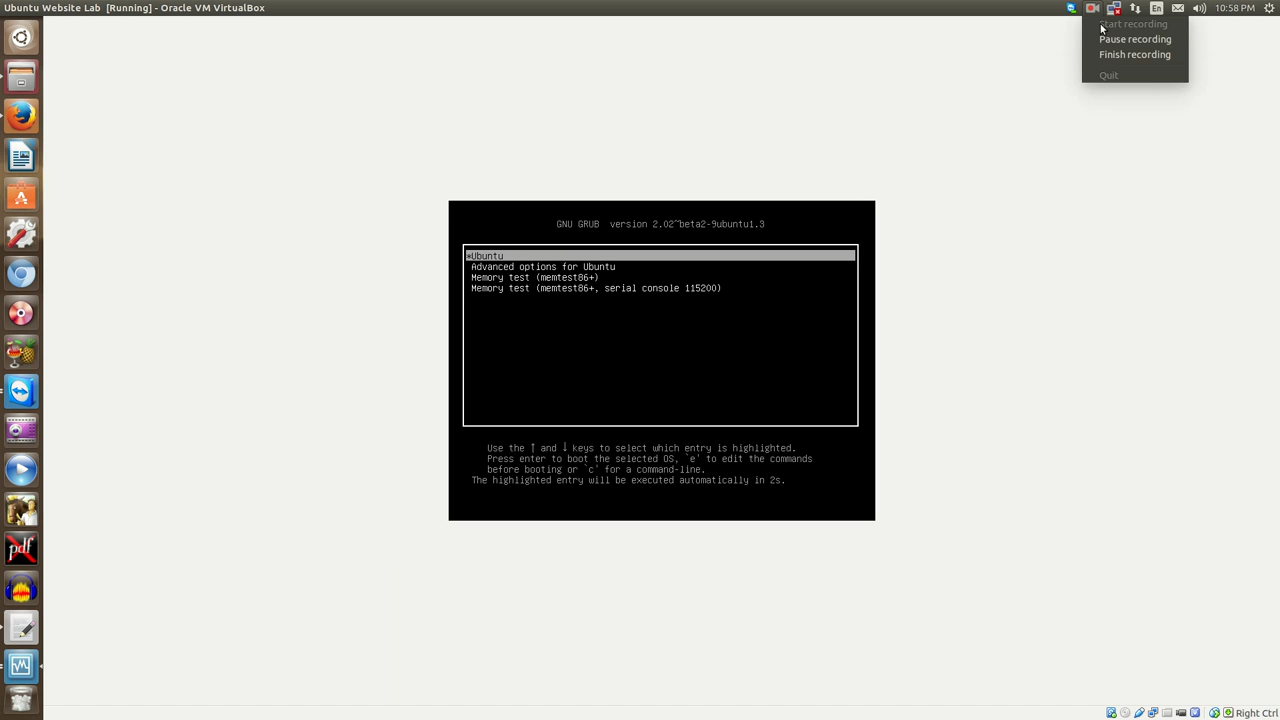 Ubuntu Website Lab [Running] - Oracle VM VirtualBox
En
10:58 PM
Start recording
Pause recording
Finish recording
Quit
GNU GRUB version 2.02~beta2-9ubuntu1.3
*Ubuntu
Advanced options for Ubuntu
Memory test (memtest86+)
Memory test (memtest86+, serial console 115200)
Use the ↑ and ↓ keys to select which entry is highlighted.
Press enter to boot the selected OS, `e' to edit the commands
before booting or `c' for a command-line.
The highlighted entry will be executed automatically in 2s.
pdf
Right Ctrl